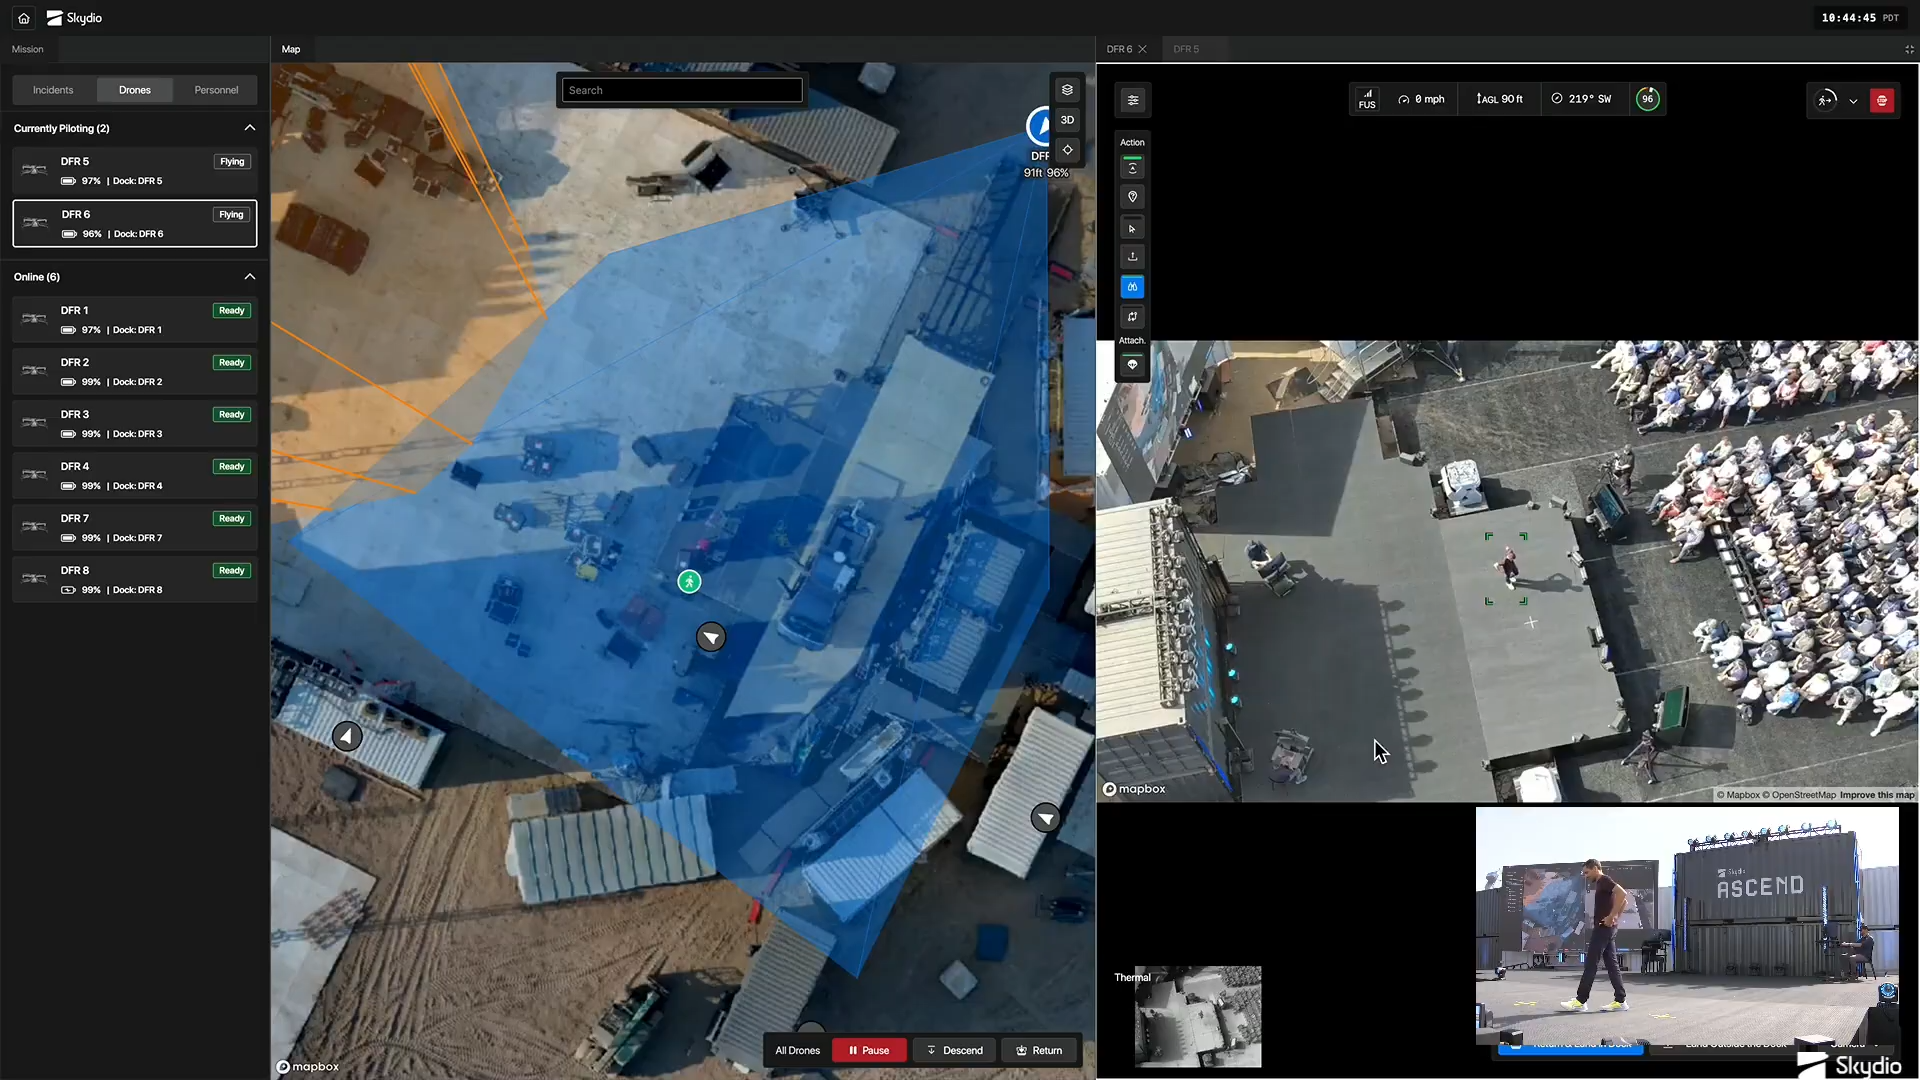 Skydio
10:44:45 PDT
Mission
Map
DFR 6
DFR 5
Incidents
Drones
Personnel
Search
Currently Piloting (2)
DFR 5
Flying
97% | Dock: DFR 5
DFR 6
Flying
96% | Dock: DFR 6
Online (6)
DFR 1
Ready
97% | Dock: DFR 1
DFR 2
Ready
99% | Dock: DFR 2
DFR 3
Ready
99% | Dock: DFR 3
DFR 4
Ready
99% | Dock: DFR 4
DFR 7
Ready
99% | Dock: DFR 7
DFR 8
Ready
99% | Dock: DFR 8
3D
DFR
91ft 96%
All Drones
Pause
Descend
Return
mapbox
FUS
0 mph
AGL 90 ft
219° SW
96
Action
Attach.
mapbox
© Mapbox © OpenStreetMap Improve this map
Thermal
Skydio
ASCEND
Skydio